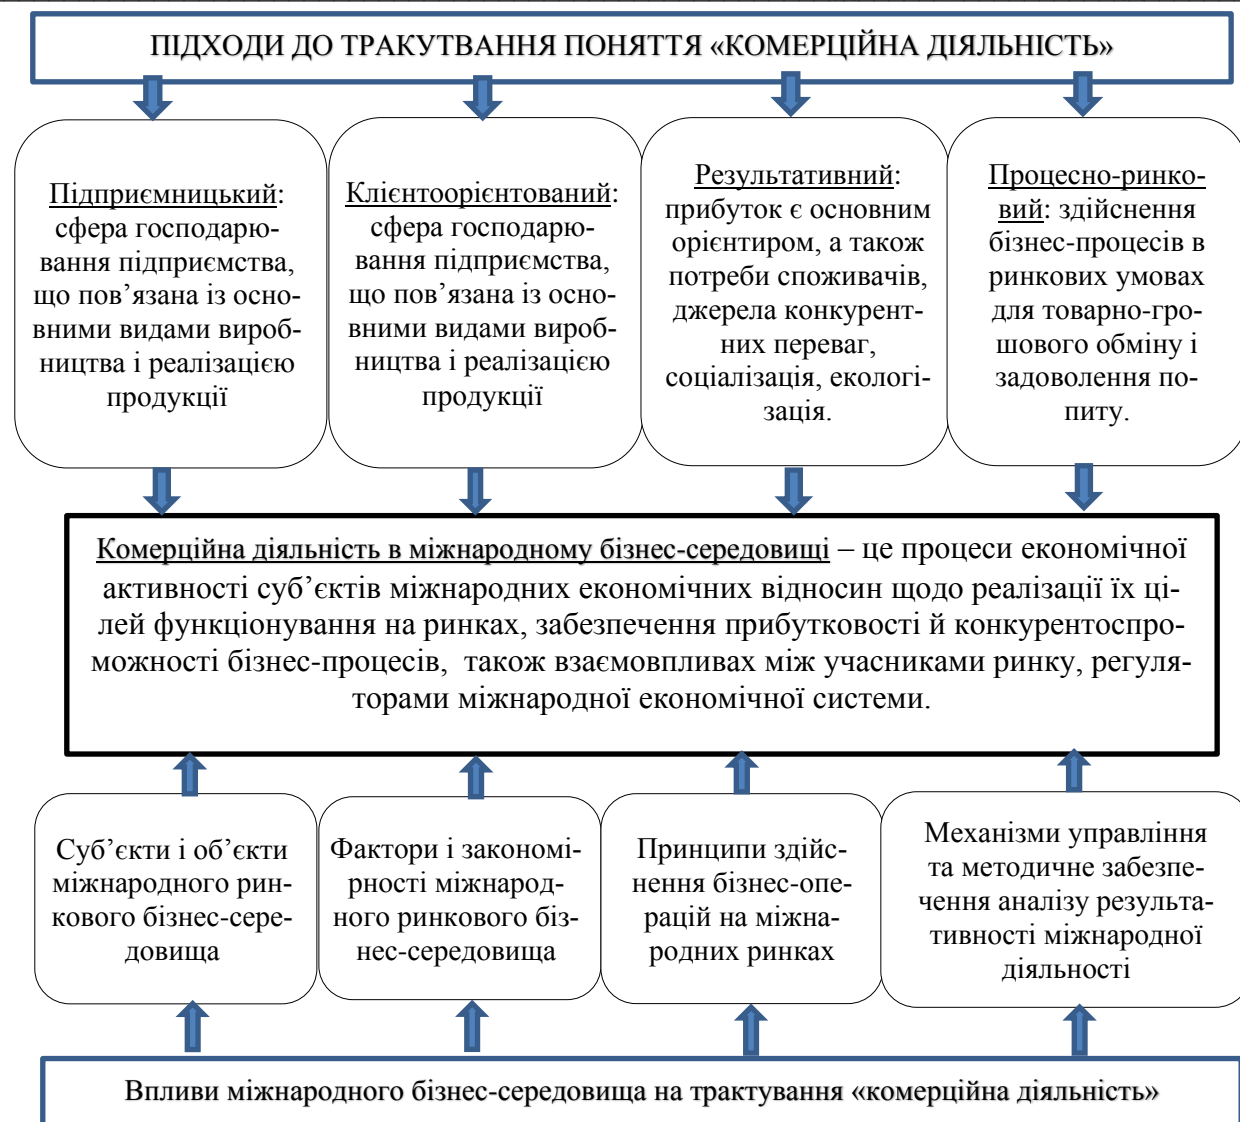 ПІДХОДИ ДО ТРАКУТВАННЯ ПОНЯТТЯ «КОМЕРЦІЙНА ДІЯЛЬНІСТЬ»
Підприємницький:
сфера господарю-
вання підприємства,
що пов’язана із осно-
вними видами вироб-
ництва і реалізацією
продукції
Клієнтоорієнтований:
сфера господарю-
вання підприємства,
що пов’язана із осно-
вними видами вироб-
ництва і реалізацією
продукції
Результативний:
прибуток є основним
орієнтиром, а також
потреби споживачів,
джерела конкурент-
них переваг,
соціалізація, екологі-
зація.
Процесно-ринко-
вий: здійснення
бізнес-процесів в
ринкових умовах
для товарно-гро-
шового обміну і
задоволення по-
питу.
Комерційна діяльність в міжнародному бізнес-середовищі – це процеси економічної
активності суб’єктів міжнародних економічних відносин щодо реалізації їх ці-
лей функціонування на ринках, забезпечення прибутковості й конкурентоспро-
можності бізнес-процесів,  також взаємовпливах між учасниками ринку, регуля-
торами міжнародної економічної системи.
Суб’єкти і об’єкти
міжнародного рин-
кового бізнес-сере-
довища
Фактори і закономі-
рності міжнарод-
ного ринкового біз-
нес-середовища
Принципи здійс-
нення бізнес-опе-
рацій на міжна-
родних ринках
Механізми управління
та методичне забезпе-
чення аналізу результа-
тивності міжнародної
діяльності
Впливи міжнародного бізнес-середовища на трактування «комерційна діяльність»